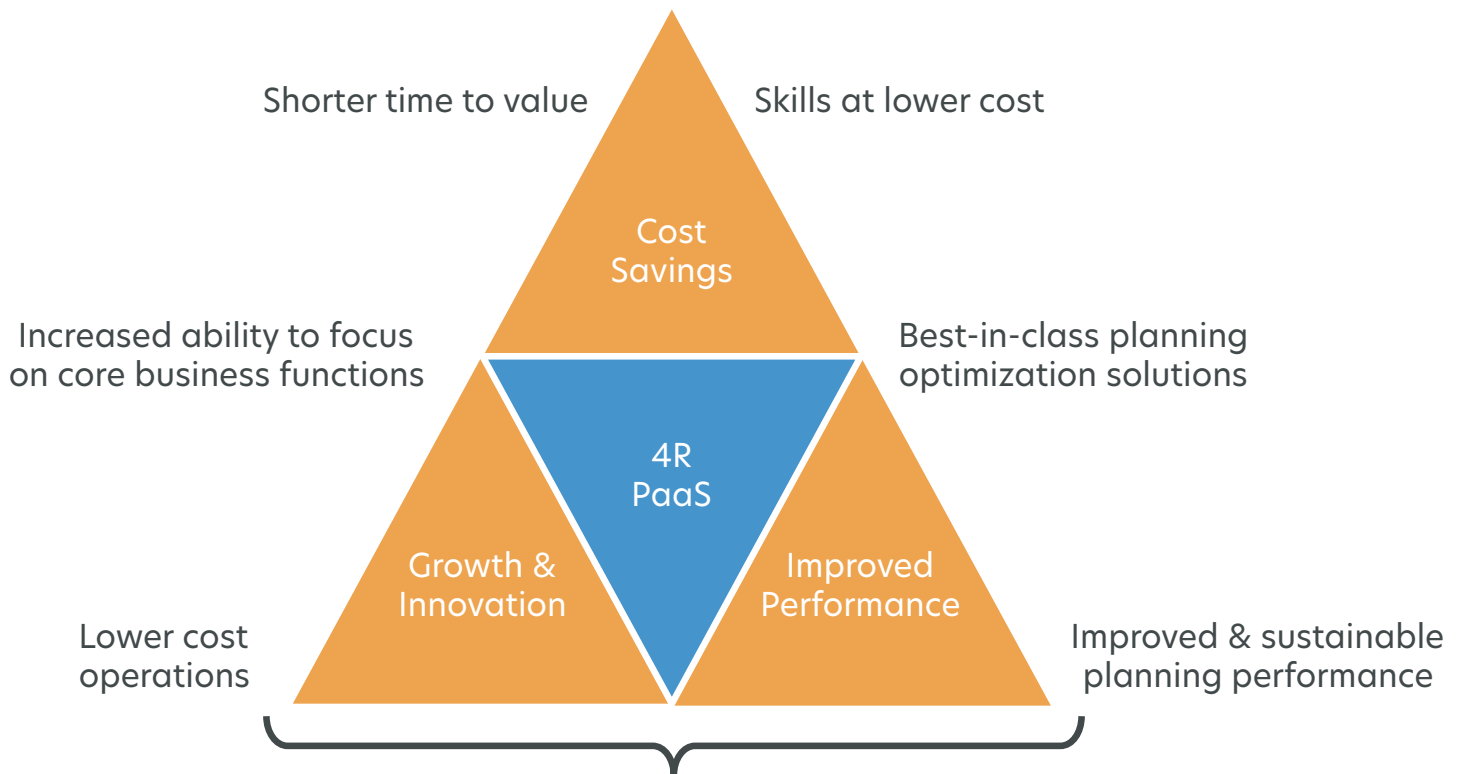 Shorter time to value
Skills at lower cost
Cost
Savings
Increased ability to focus
on core business functions
Best-in-class planning
optimization solutions
4R
PaaS
Growth &
Innovation
Improved
Performance
Lower cost
operations
Improved & sustainable
planning performance